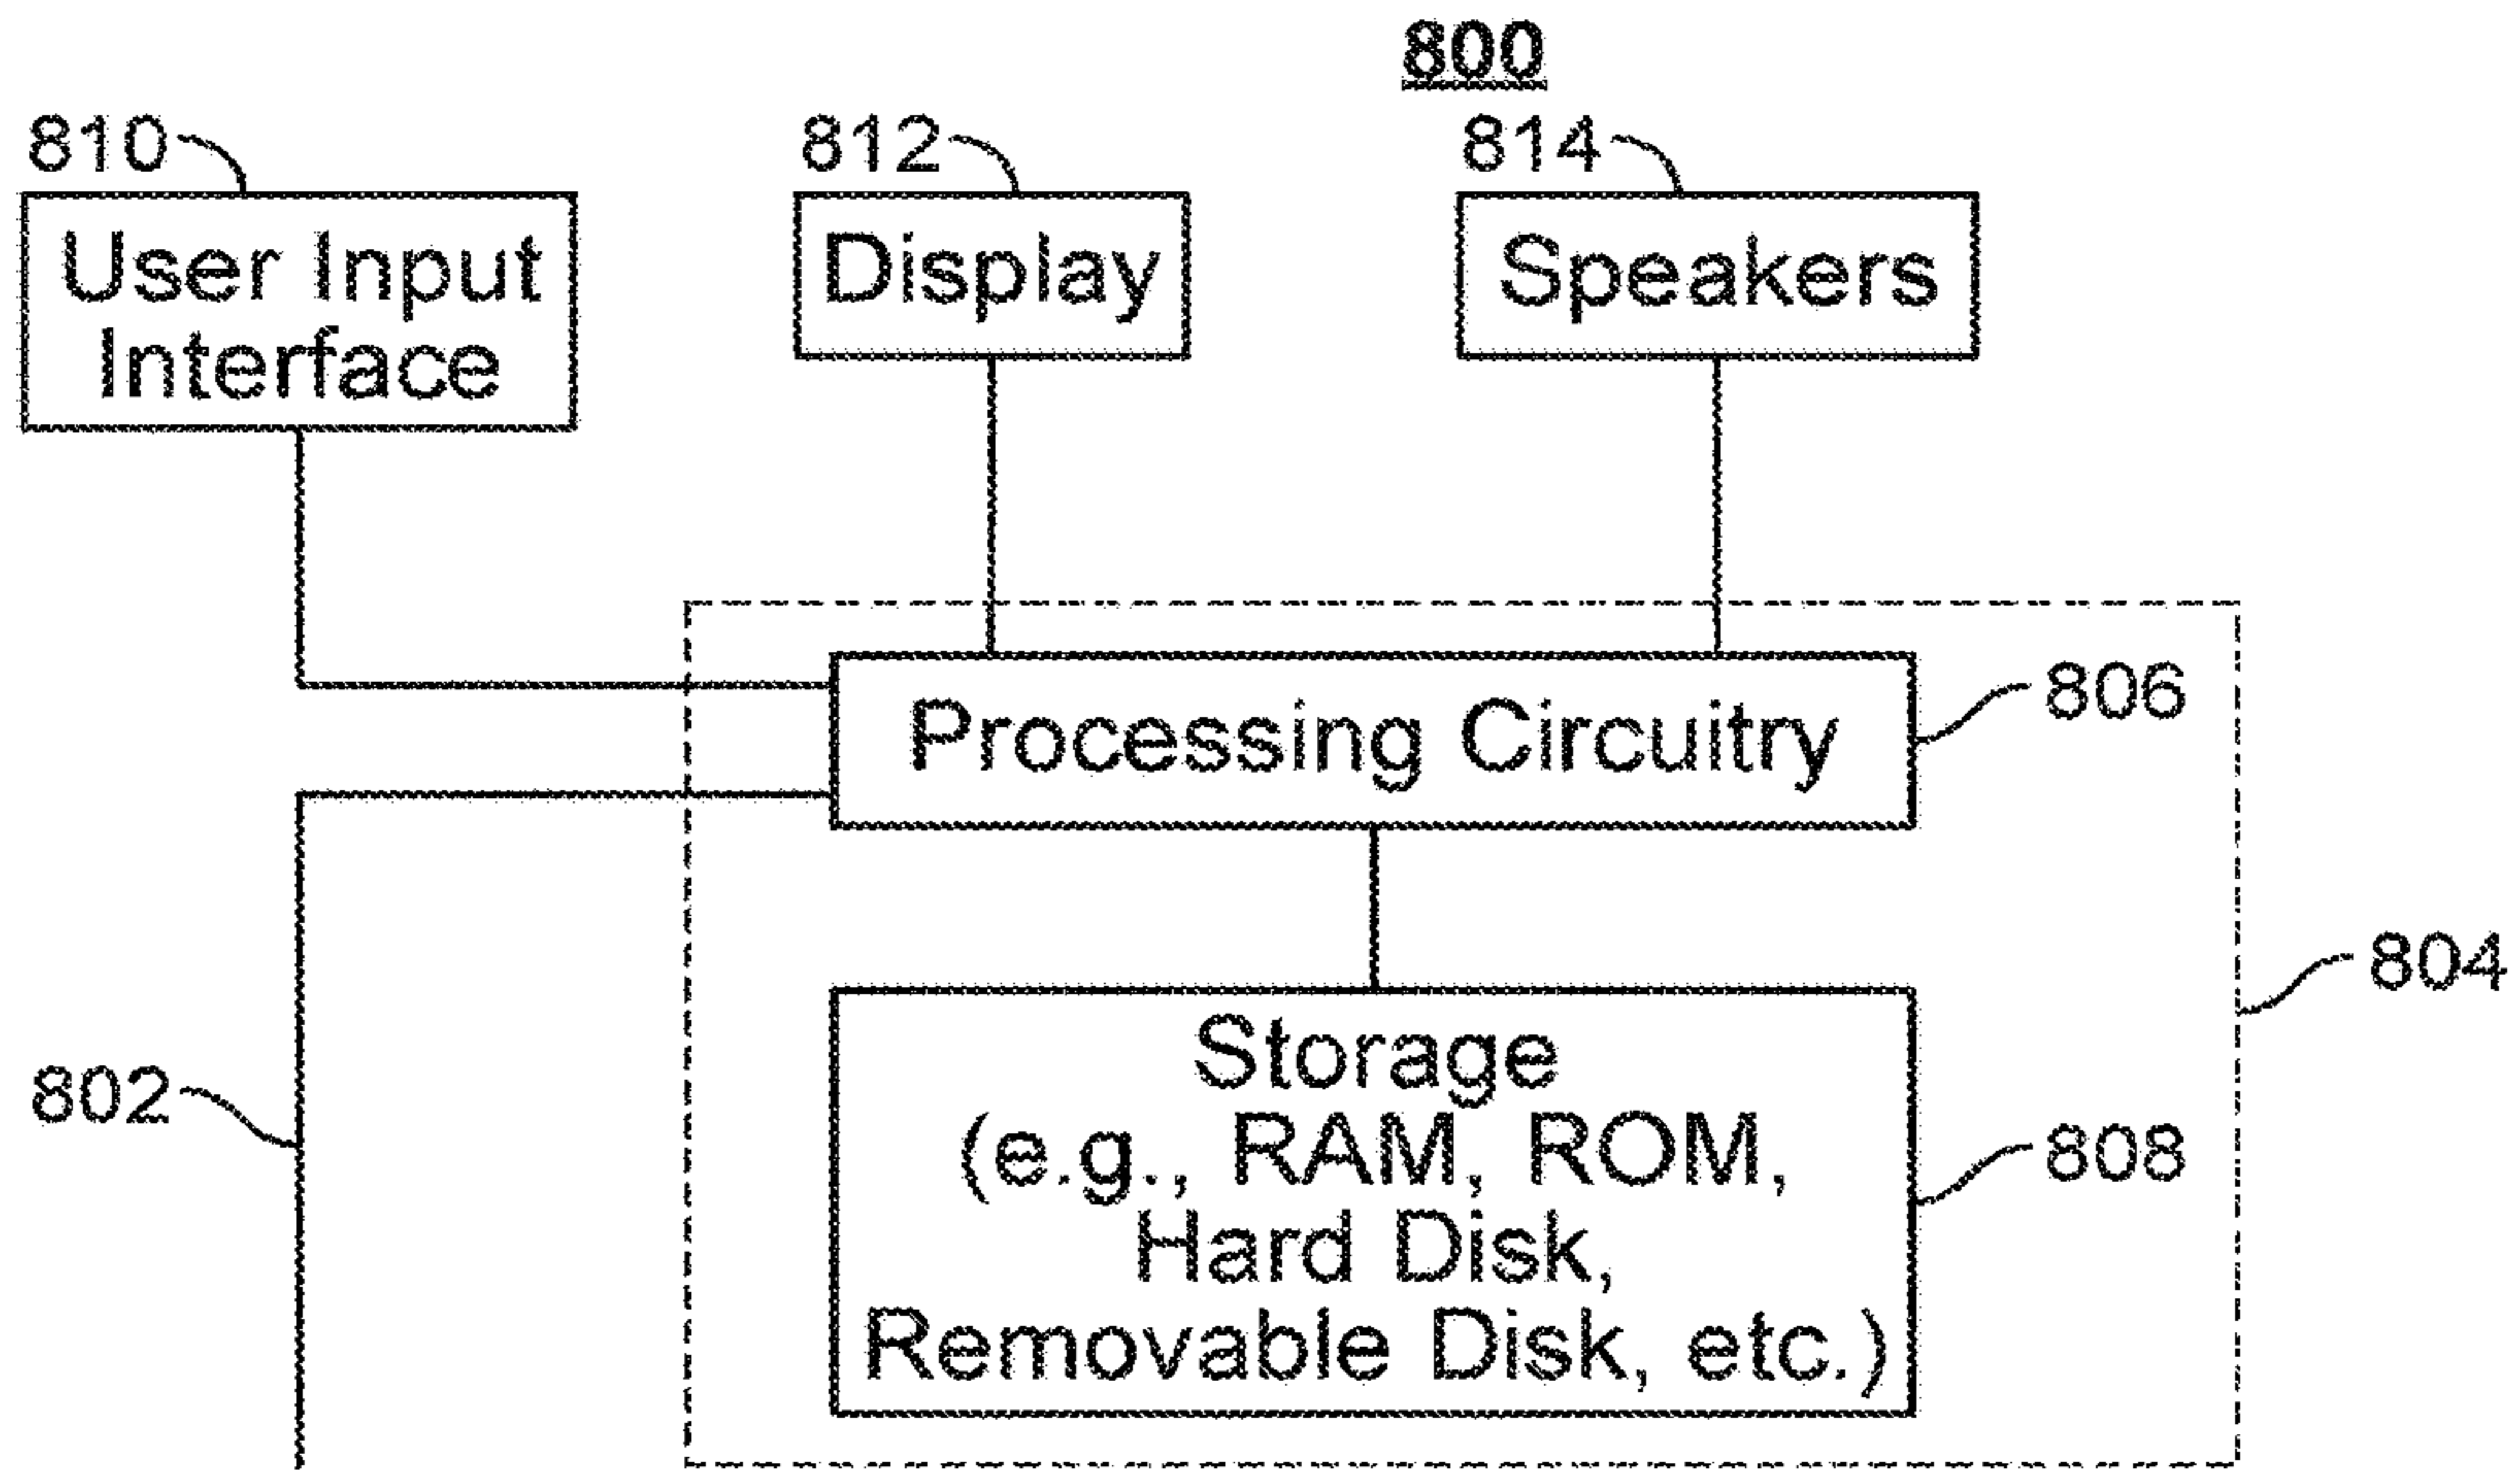 800
810
812
814
User Input
Interface
Display
Speakers
Processing Circuitry
806
804
802
Storage
(e.g., RAM, ROM,
Hard Disk,
Removable Disk, etc.)
808